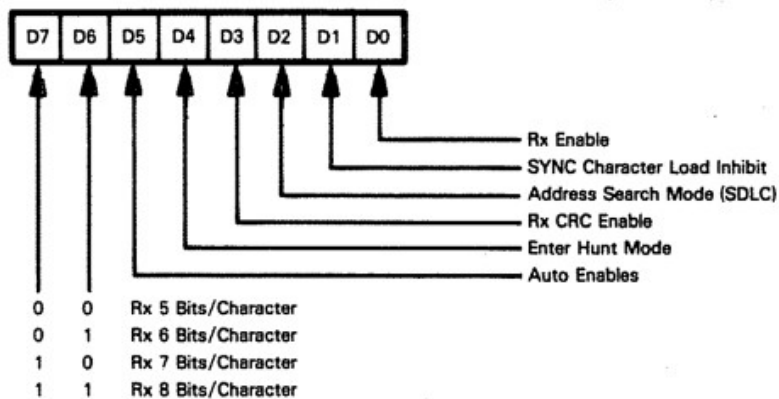 D7 D6 D5 D4 D3 D2 D1 D0
Rx Enable
SYNC Character Load Inhibit
Address Search Mode (SDLC)
Rx CRC Enable
Enter Hunt Mode
Auto Enables
0 0 Rx 5 Bits/Character
0 1 Rx 6 Bits/Character
1 0 Rx 7 Bits/Character
1 1 Rx 8 Bits/Character